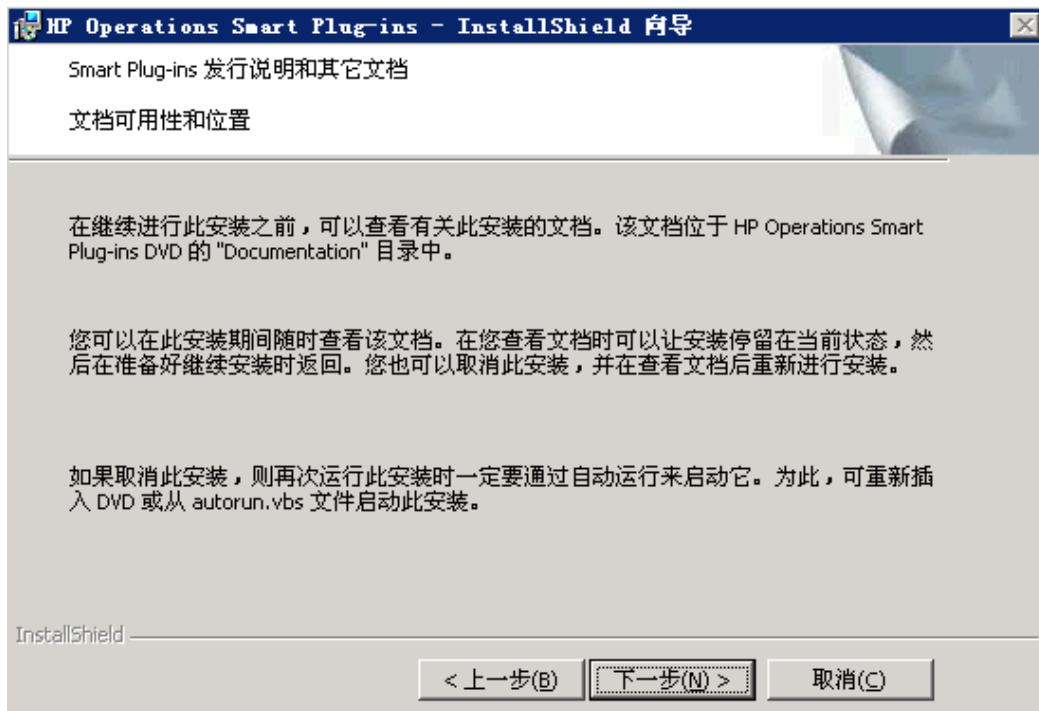 HP Operations Smart Plug-ins - InstallShield 向导
Smart Plug-ins 发行说明和其它文档
文档可用性和位置
在继续进行此安装之前，可以查看有关此安装的文档。该文档位于 HP Operations Smart
Plug-ins DVD 的 "Documentation" 目录中。
您可以在此安装期间随时查看该文档。在您查看文档时可以让安装停留在当前状态，然
后在准备好继续安装时返回。您也可以取消此安装，并在查看文档后重新进行安装。
如果取消此安装，则再次运行此安装时一定要通过自动运行来启动它。为此，可重新插
入 DVD 或从 autorun.vbs 文件启动此安装。
InstallShield
< 上一步(B)
下一步(N) >
取消(C)